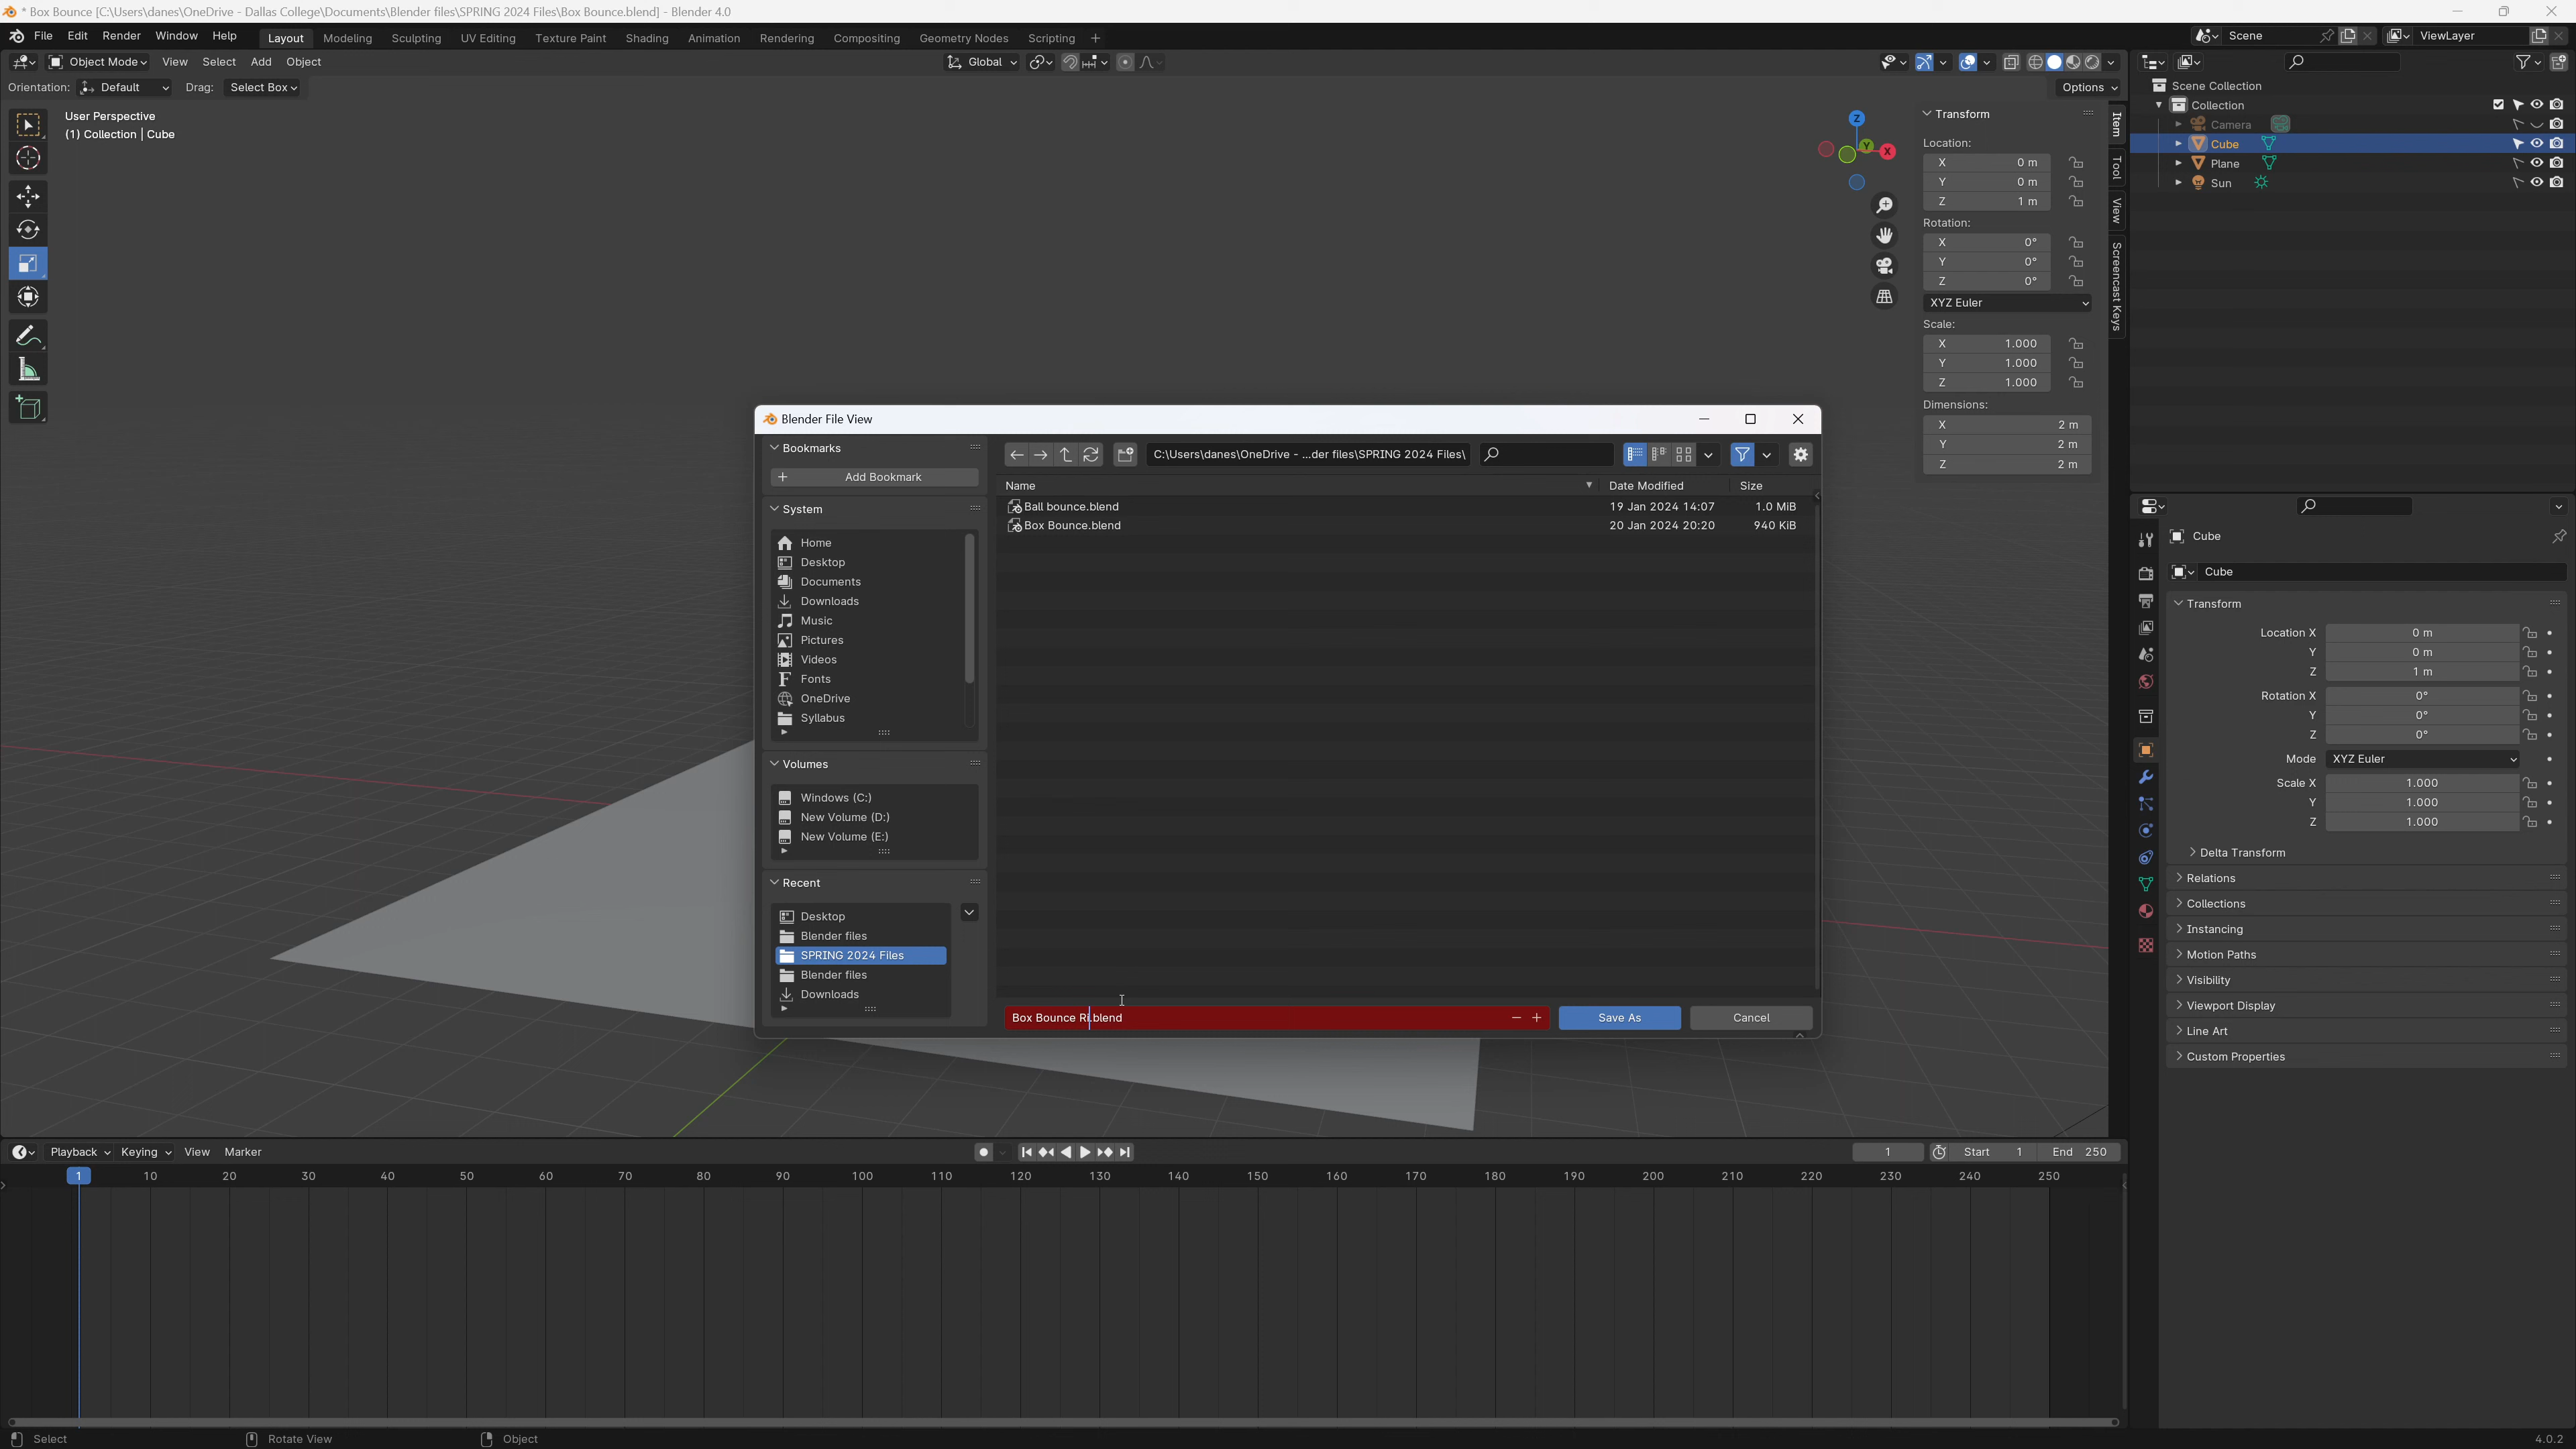 * Box Bounce [C:\Users\danes\OneDrive - Dallas College\Documents\Blender files\SPRING 2024 Files\Box Bounce.blend] - Blender 4.0
File Edit Render Window Help Layout Modeling Sculpting UV Editing Texture Paint Shading Animation Rendering Compositing Geometry Nodes Scripting + Scene ViewLayer
Object Mode View Select Add Object Global
Orientation: Default Drag: Select Box Options
User Perspective
(1) Collection | Cube
Z
Y
X
Transform
Location:
X 0 m
Y 0 m
Z 1 m
Rotation:
X 0°
Y 0°
Z 0°
XYZ Euler
Scale:
X 1.000
Y 1.000
Z 1.000
Dimensions:
X 2 m
Y 2 m
Z 2 m
Item
Tool
View
Screencast Keys
Scene Collection
Collection
Camera
Cube
Plane
Sun
Blender File View
Bookmarks
Add Bookmark
System
Home
Desktop
Documents
Downloads
Music
Pictures
Videos
Fonts
OneDrive
Syllabus
Volumes
Windows (C:)
New Volume (D:)
New Volume (E:)
Recent
Desktop
Blender files
SPRING 2024 Files
Blender files
Downloads
C:\Users\danes\OneDrive - ...der files\SPRING 2024 Files\
Name Date Modified Size
Ball bounce.blend 19 Jan 2024 14:07 1.0 MiB
Box Bounce.blend 20 Jan 2024 20:20 940 KiB
Box Bounce Ri.blend Save As Cancel
Cube
Cube
Transform
Location X 0 m
Y 0 m
Z 1 m
Rotation X 0°
Y 0°
Z 0°
Mode XYZ Euler
Scale X 1.000
Y 1.000
Z 1.000
Delta Transform
Relations
Collections
Instancing
Motion Paths
Visibility
Viewport Display
Line Art
Custom Properties
Playback Keying View Marker 1 Start 1 End 250
1 10 20 30 40 50 60 70 80 90 100 110 120 130 140 150 160 170 180 190 200 210 220 230 240 250
Select Rotate View Object 4.0.2